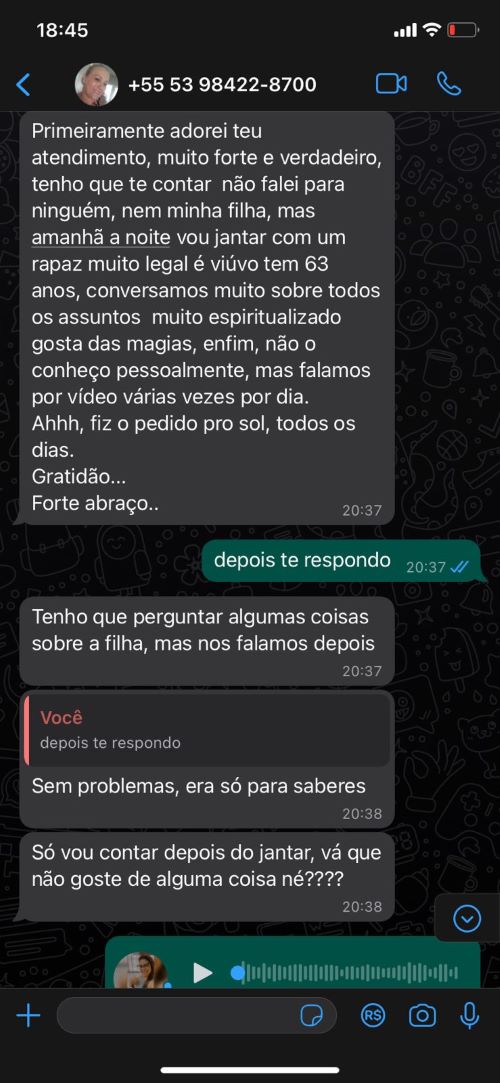 18:45
+55 53 98422-8700
Primeiramente adorei teu
atendimento, muito forte e verdadeiro,
tenho que te contar  não falei para
ninguém, nem minha filha, mas
amanhã a noite vou jantar com um
rapaz muito legal é viúvo tem 63
anos, conversamos muito sobre todos
os assuntos  muito espiritualizado
gosta das magias, enfim, não o
conheço pessoalmente, mas falamos
por vídeo várias vezes por dia.
Ahhh, fiz o pedido pro sol, todos os
dias.
Gratidão...
Forte abraço..
20:37
depois te respondo
20:37
Tenho que perguntar algumas coisas
sobre a filha, mas nos falamos depois
20:37
Você
depois te respondo
Sem problemas, era só para saberes
20:38
Só vou contar depois do jantar, vá que
não goste de alguma coisa né????
20:38
R$